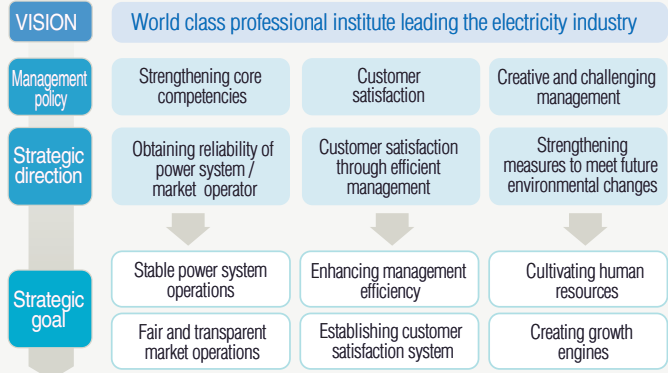 VISION
World class professional institute leading the electricity industry
Management
policy
Strengthening core
competencies
Customer
satisfaction
Creative and challenging
management
Strategic
direction
Obtaining reliability of
power system /
market operator
Customer satisfaction
through efficient
management
Strengthening
measures to meet future
environmental changes
Strategic
goal
Stable power system
operations
Enhancing management
efficiency
Cultivating human
resources
Fair and transparent
market operations
Establishing customer
satisfaction system
Creating growth
engines